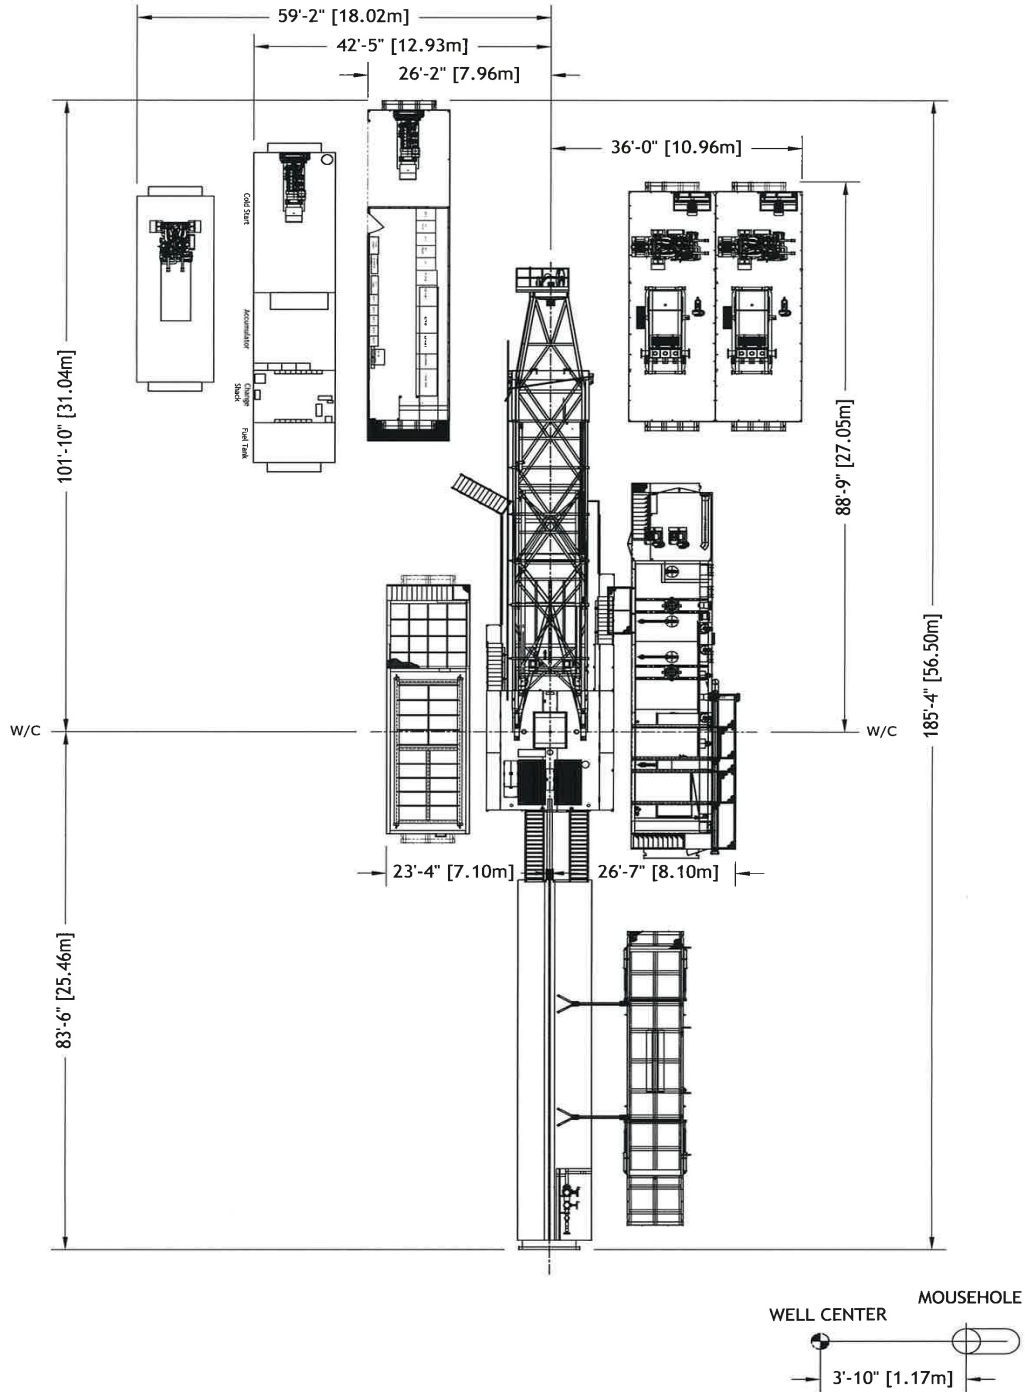 59'-2" [18.02m]
42'-5" [12.93m]
26'-2" [7.96m]
36'-0" [10.96m]
Cold Start
Accumulator
Change
Shack
Fuel Tank
101'-10" [31.04m]
88'-9" [27.05m]
185'-4" [56.50m]
W/C
W/C
23'-4" [7.10m]
26'-7" [8.10m]
83'-6" [25.46m]
MOUSEHOLE
WELL CENTER
3'-10" [1.17m]